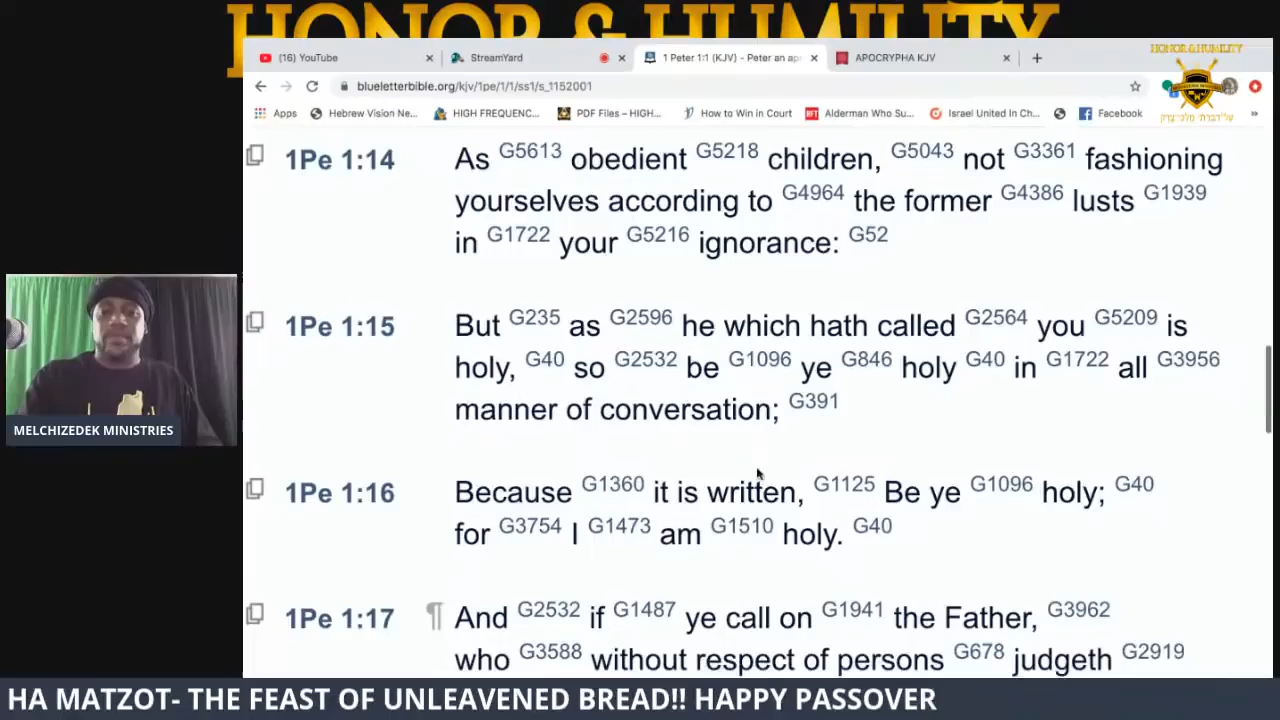 HONOR & HUMILITY
(16) YouTube
StreamYard
1 Peter 1:1 (KJV) - Peter an ap
APOCRYPHA KJV
HONOR & HUMILITY
blueletterbible.org/kjv/1pe/1/1/ss1/s_1152001
Apps
Hebrew Vision Ne...
HIGH FREQUENC...
PDF Files – HIGH...
How to Win in Court
Alderman Who Su...
Israel United In Ch...
Facebook
1Pe 1:14 As G5613 obedient G5218 children, G5043 not G3361 fashioning
yourselves according to G4964 the former G4386 lusts G1939
in G1722 your G5216 ignorance: G52
1Pe 1:15 But G235 as G2596 he which hath called G2564 you G5209 is
holy, G40 so G2532 be G1096 ye G846 holy G40 in G1722 all G3956
manner of conversation; G391
1Pe 1:16 Because G1360 it is written, G1125 Be ye G1096 holy; G40
for G3754 I G1473 am G1510 holy. G40
1Pe 1:17 ¶ And G2532 if G1487 ye call on G1941 the Father, G3962
who G3588 without respect of persons G678 judgeth G2919
MELCHIZEDEK MINISTRIES
HA MATZOT- THE FEAST OF UNLEAVENED BREAD!! HAPPY PASSOVER